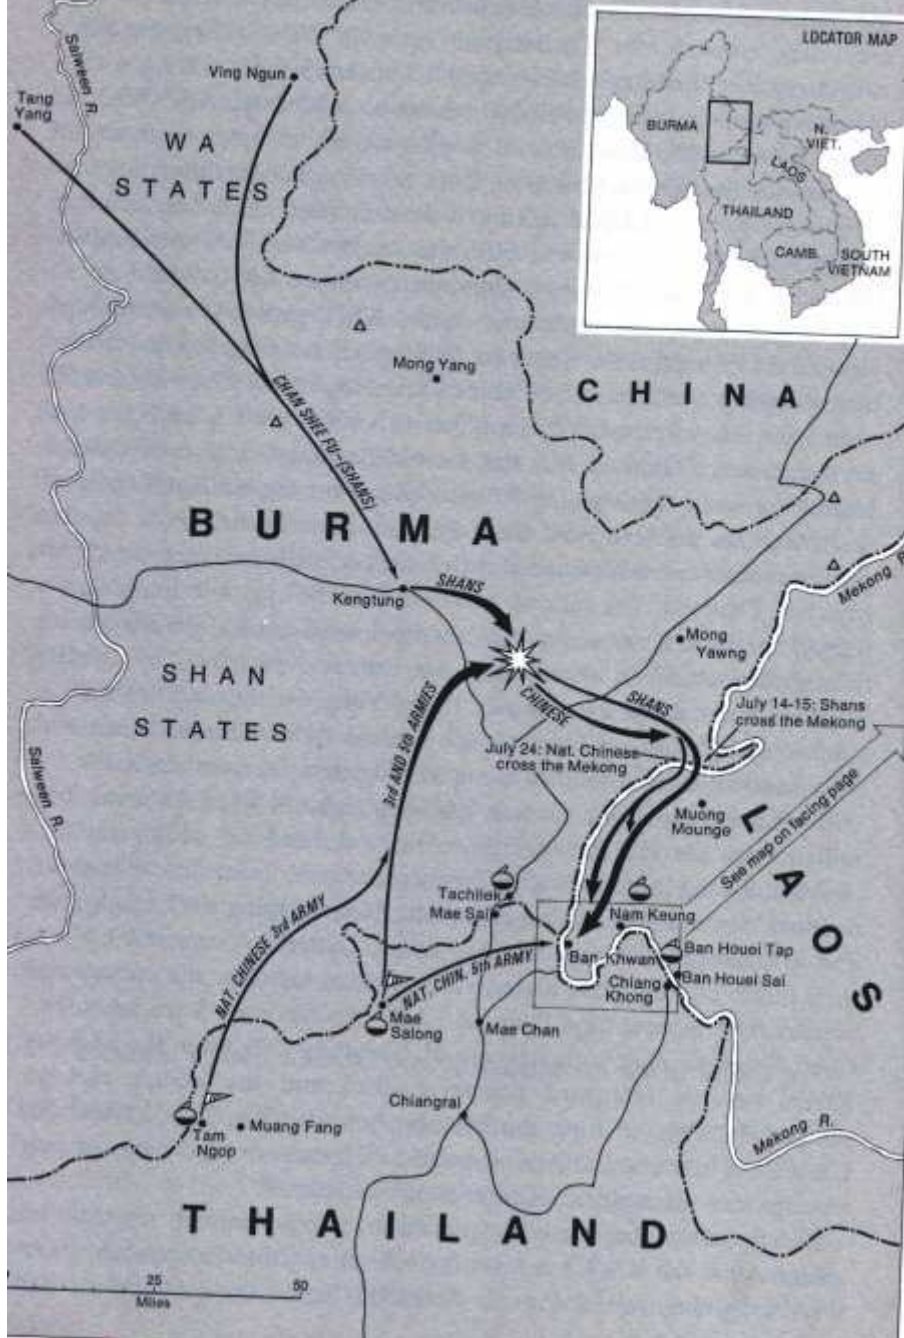 LOCATOR MAP
BURMA
N.
VIET.
LAOS
THAILAND
CAMB.
SOUTH
VIETNAM
Salween R.
Ving Ngun
Tang
Yang
WA
STATES
Mong Yang
CHINA
CHAN SHEE FU-(SHANS)
BURMA
Kengtung
SHANS
Mekong R.
Mong
Yawng
SHAN
STATES
3rd AND 5th ARMIES
CHINESE
SHANS
July 14-15: Shans
cross the Mekong
July 24: Nat. Chinese
cross the Mekong
Salween R.
Muong
Mounge
LAOS
See map on facing page
Tachilek
Mae Sai
Nam Keung
NAT. CHINESE 3rd ARMY
NAT. CHIN. 5th ARMY
Ban Khwan
Ban Houei Tap
Ban Houei Sai
Chiang
Khong
Mae
Salong
Mae Chan
Chiangrai
Tam
Ngop
Muang Fang
Mekong R.
THAILAND
25
50
Miles